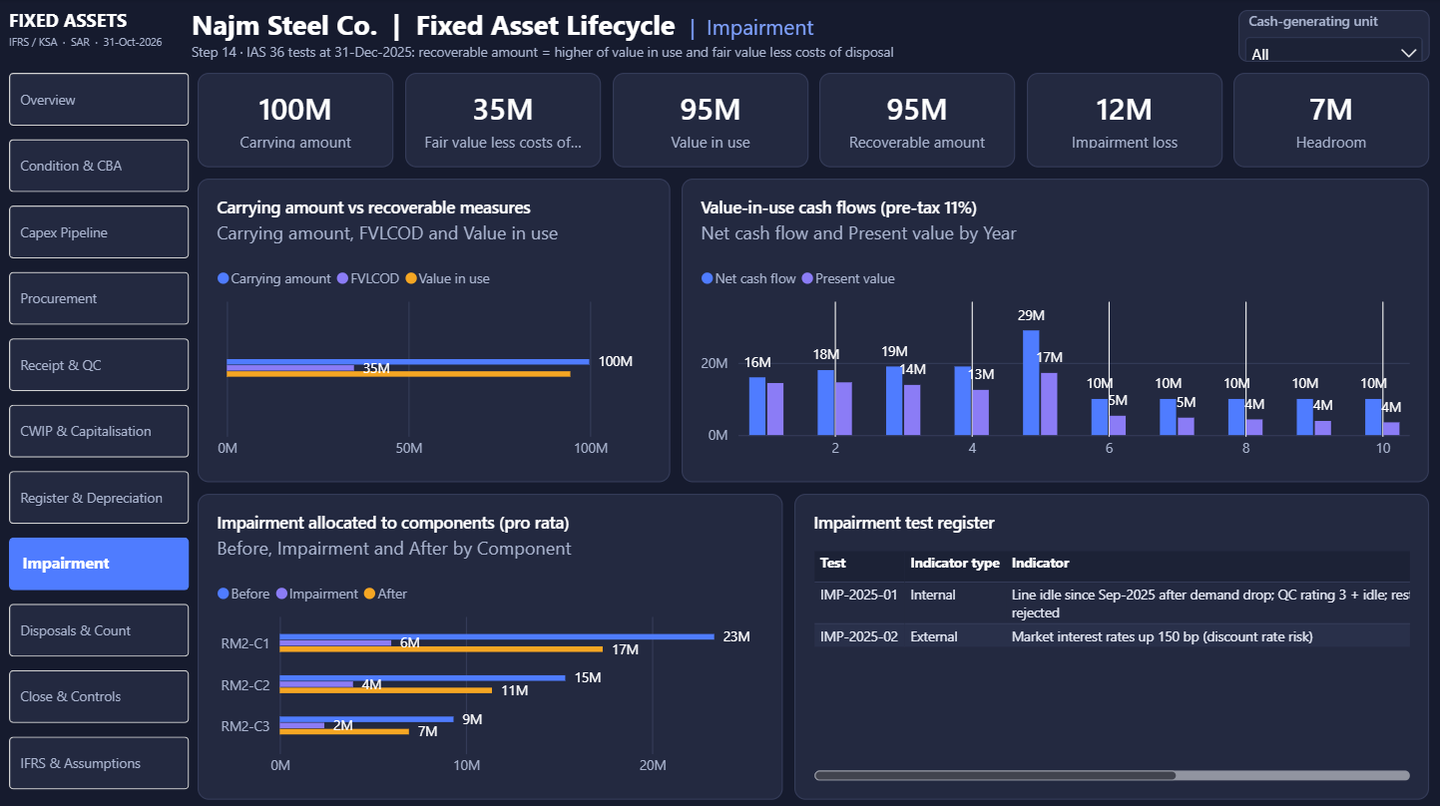 FIXED ASSETS
IFRS / KSA · SAR · 31-Oct-2026
Najm Steel Co. | Fixed Asset Lifecycle | Impairment
Step 14 · IAS 36 tests at 31-Dec-2025: recoverable amount = higher of value in use and fair value less costs of disposal
Cash-generating unit
All
Overview
Condition & CBA
Capex Pipeline
Procurement
Receipt & QC
CWIP & Capitalisation
Register & Depreciation
Impairment
Disposals & Count
Close & Controls
IFRS & Assumptions
100M
Carrying amount
35M
Fair value less costs of...
95M
Value in use
95M
Recoverable amount
12M
Impairment loss
7M
Headroom
Carrying amount vs recoverable measures
Carrying amount, FVLCOD and Value in use
Carrying amount FVLCOD Value in use
100M
35M
0M 50M 100M
Value-in-use cash flows (pre-tax 11%)
Net cash flow and Present value by Year
Net cash flow Present value
20M
0M
16M 18M 19M 14M 13M 29M 17M 10M 5M 10M 5M 10M 4M 10M 4M 10M 4M
2 4 6 8 10
Impairment allocated to components (pro rata)
Before, Impairment and After by Component
Before Impairment After
RM2-C1 23M 6M 17M
RM2-C2 15M 4M 11M
RM2-C3 9M 2M 7M
0M 10M 20M
Impairment test register
Test Indicator type Indicator
IMP-2025-01 Internal Line idle since Sep-2025 after demand drop; QC rating 3 + idle; rest
rejected
IMP-2025-02 External Market interest rates up 150 bp (discount rate risk)